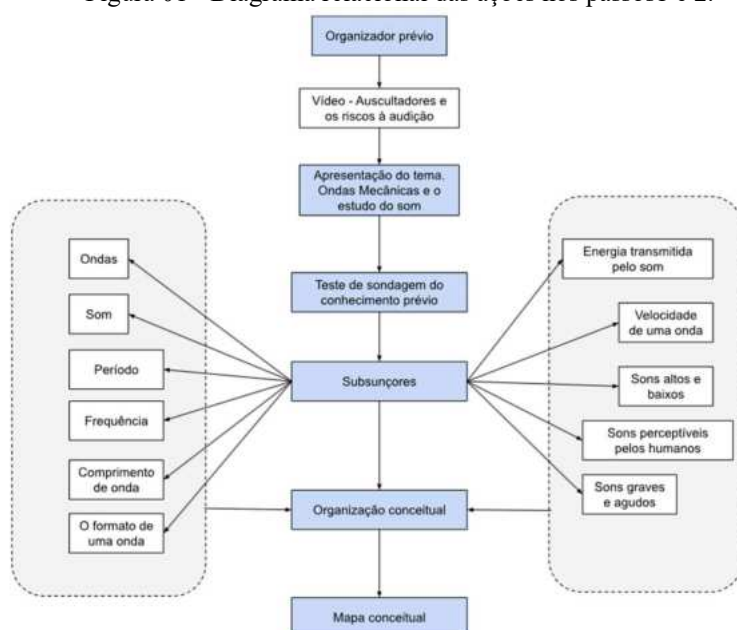 Organizador prévio
Vídeo - Auscultadores e
os riscos à audição
Apresentação do tema.
Ondas Mecânicas e o
estudo do som
Teste de sondagem do
conhecimento prévio
Subsunçores
Ondas
Som
Período
Frequência
Comprimento
de onda
O formato de
uma onda
Energia transmitida
pelo som
Velocidade
de uma onda
Sons altos e
baixos
Sons perceptíveis
pelos humanos
Sons graves
e agudos
Organização conceitual
Mapa conceitual